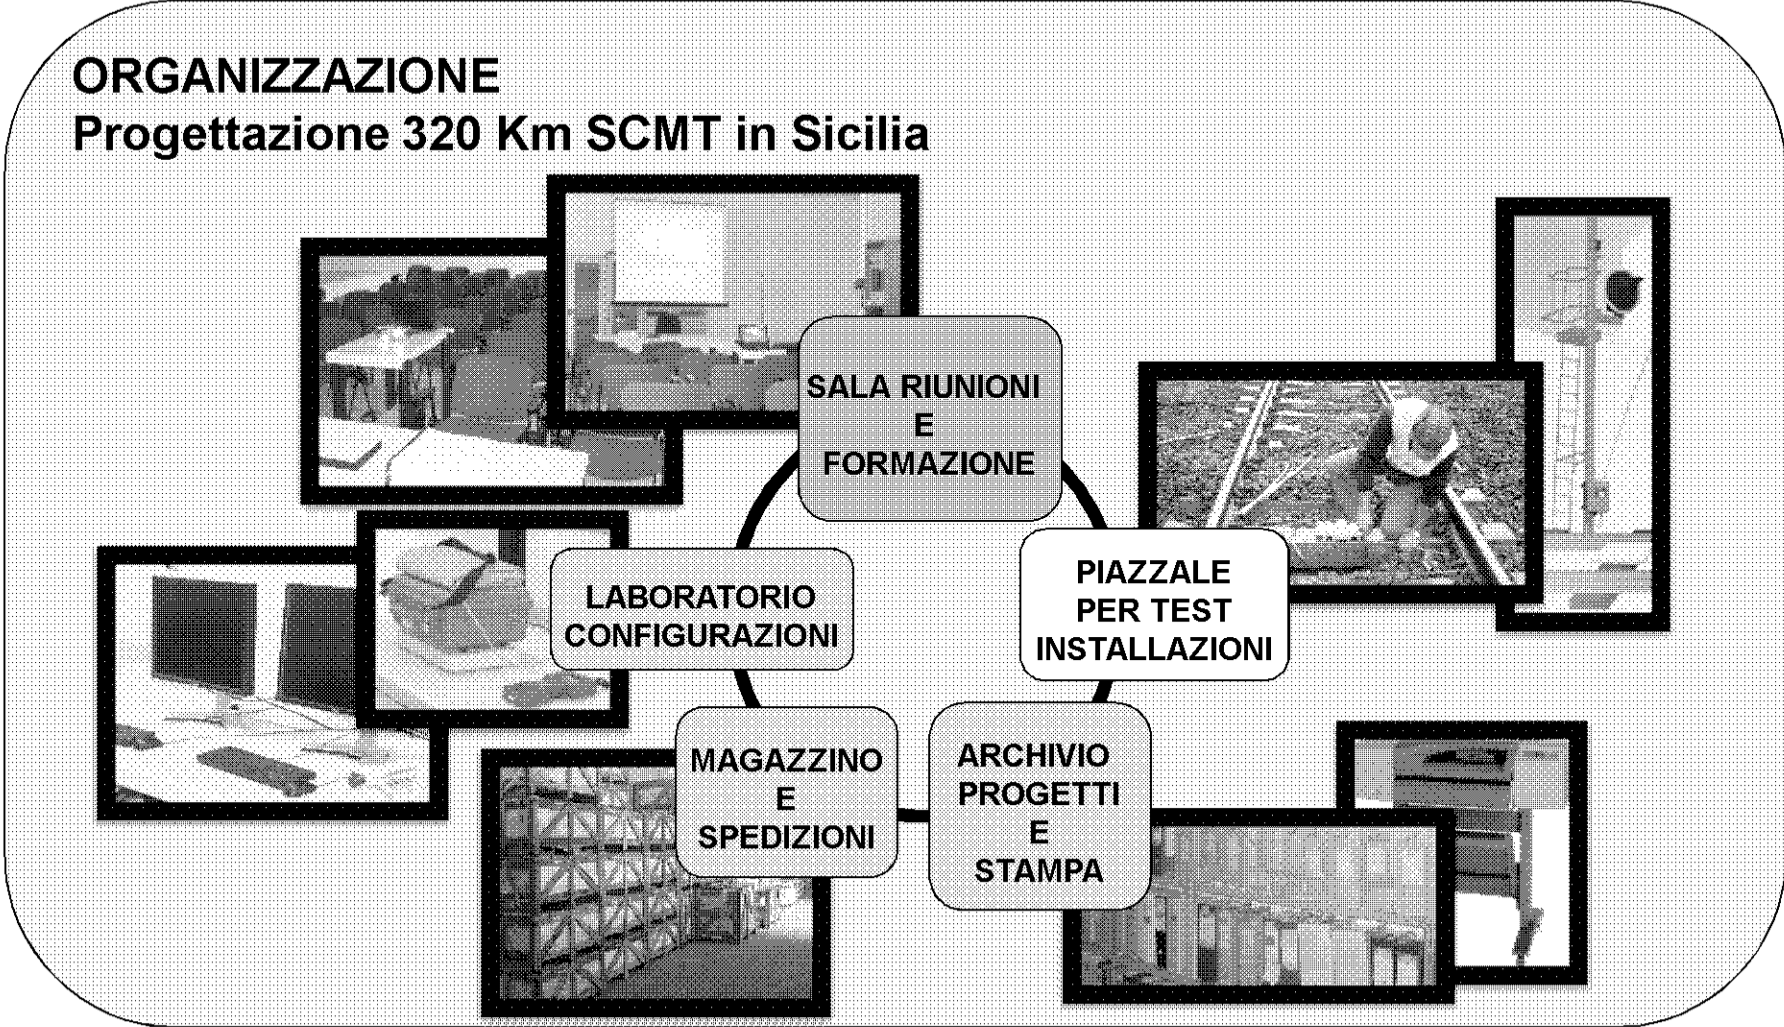 ORGANIZZAZIONE
Progettazione 320 Km SCMT in Sicilia
SALA RIUNIONI
E
FORMAZIONE
PIAZZALE
PER TEST
INSTALLAZIONI
LABORATORIO
CONFIGURAZIONI
MAGAZZINO
E
SPEDIZIONI
ARCHIVIO
PROGETTI
E
STAMPA